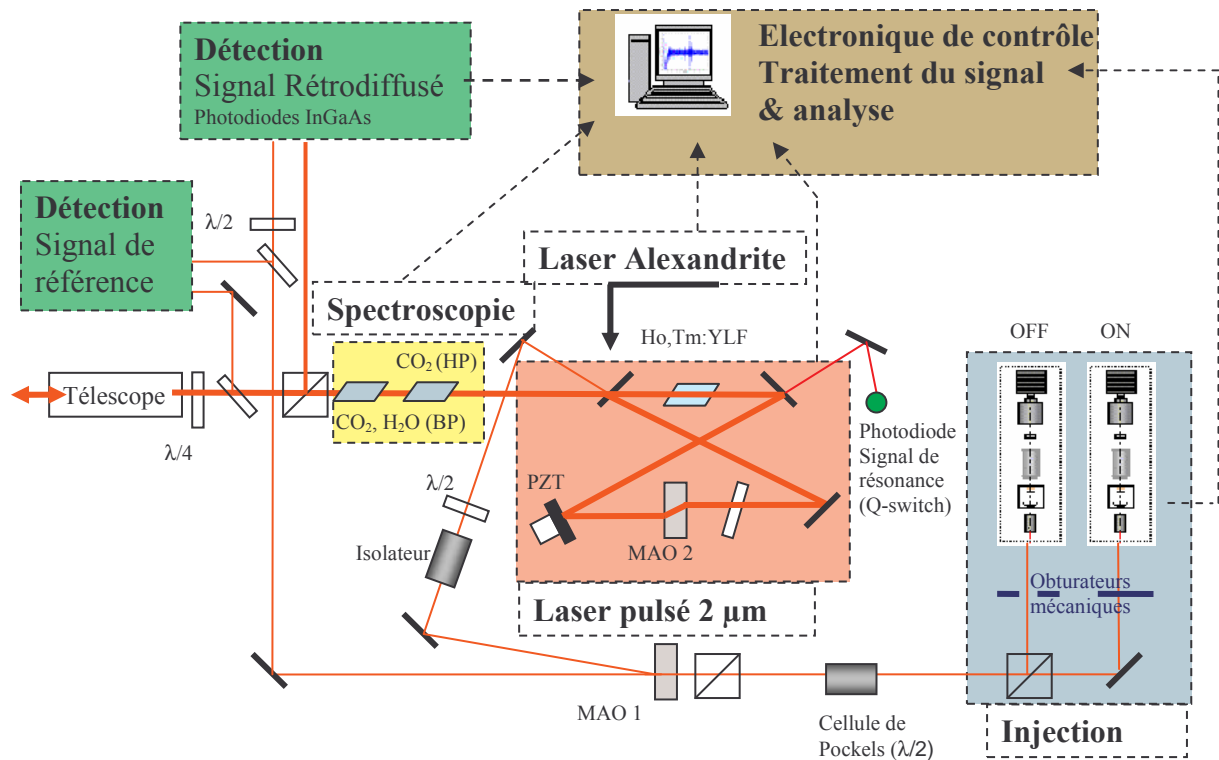 Détection
Signal Rétrodiffusé
Photodiodes InGaAs
Electronique de contrôle
Traitement du signal
& analyse
Détection
Signal de
référence
λ/2
Laser Alexandrite
Spectroscopie
Ho,Tm:YLF
OFF
ON
CO₂ (HP)
Télescope
CO₂, H₂O (BP)
λ/4
Photodiode
Signal de
résonance
(Q-switch)
λ/2
PZT
Isolateur
MAO 2
Obturateurs
mécaniques
Laser pulsé 2 µm
MAO 1
Cellule de
Pockels (λ/2)
Injection